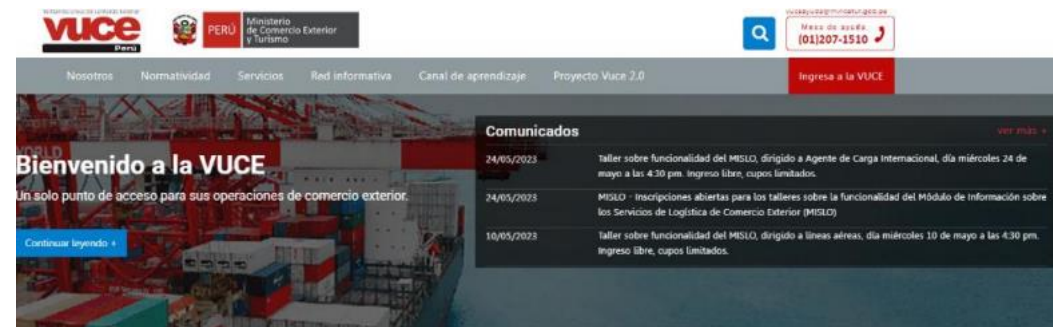 vuce
Perú
PERÚ
Ministerio
de Comercio Exterior
y Turismo
Mesa de ayuda
(01)207-1510
Nosotros
Normatividad
Servicios
Red informativa
Canal de aprendizaje
Proyecto Vuce 2.0
Ingresa a la VUCE
Bienvenido a la VUCE
Un solo punto de acceso para sus operaciones de comercio exterior.
Continuar leyendo +
Comunicados
ver más +
24/05/2023
Taller sobre funcionalidad del MISLO, dirigido a Agente de Carga Internacional, día miércoles 24 de
mayo a las 4:30 pm. Ingreso libre, cupos limitados.
24/05/2023
MISLO - Inscripciones abiertas para los talleres sobre la funcionalidad del Módulo de Información sobre
los Servicios de Logística de Comercio Exterior (MISLO)
10/05/2023
Taller sobre funcionalidad del MISLO, dirigido a líneas aéreas, día miércoles 10 de mayo a las 4:30 pm.
Ingreso libre, cupos limitados.